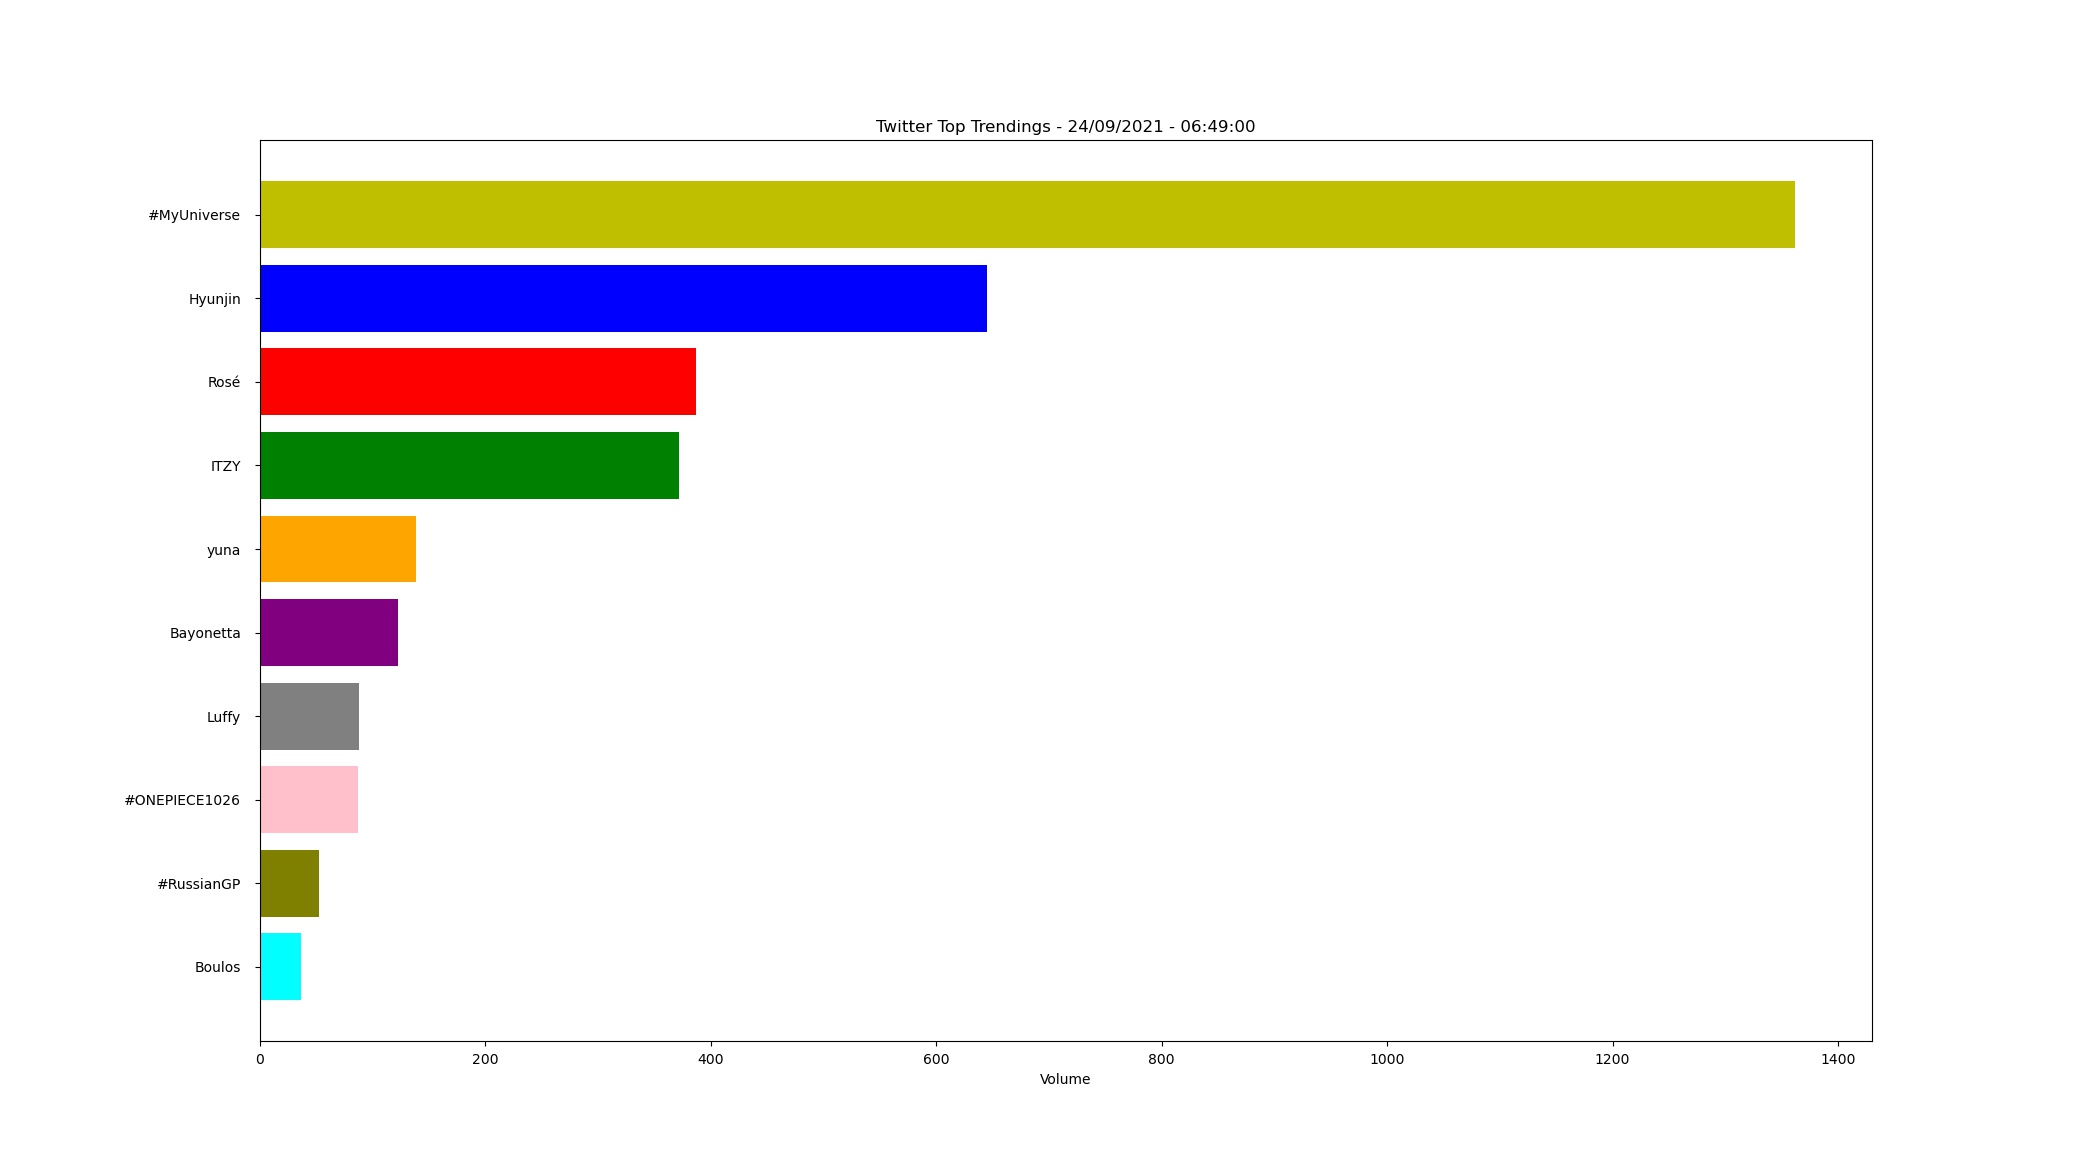 Twitter Top Trendings - 24/09/2021 - 06:49:00
#MyUniverse
Hyunjin
Rosé
ITZY
yuna
Bayonetta
Luffy
#ONEPIECE1026
#RussianGP
Boulos
0 200 400 600 800 1000 1200 1400
Volume